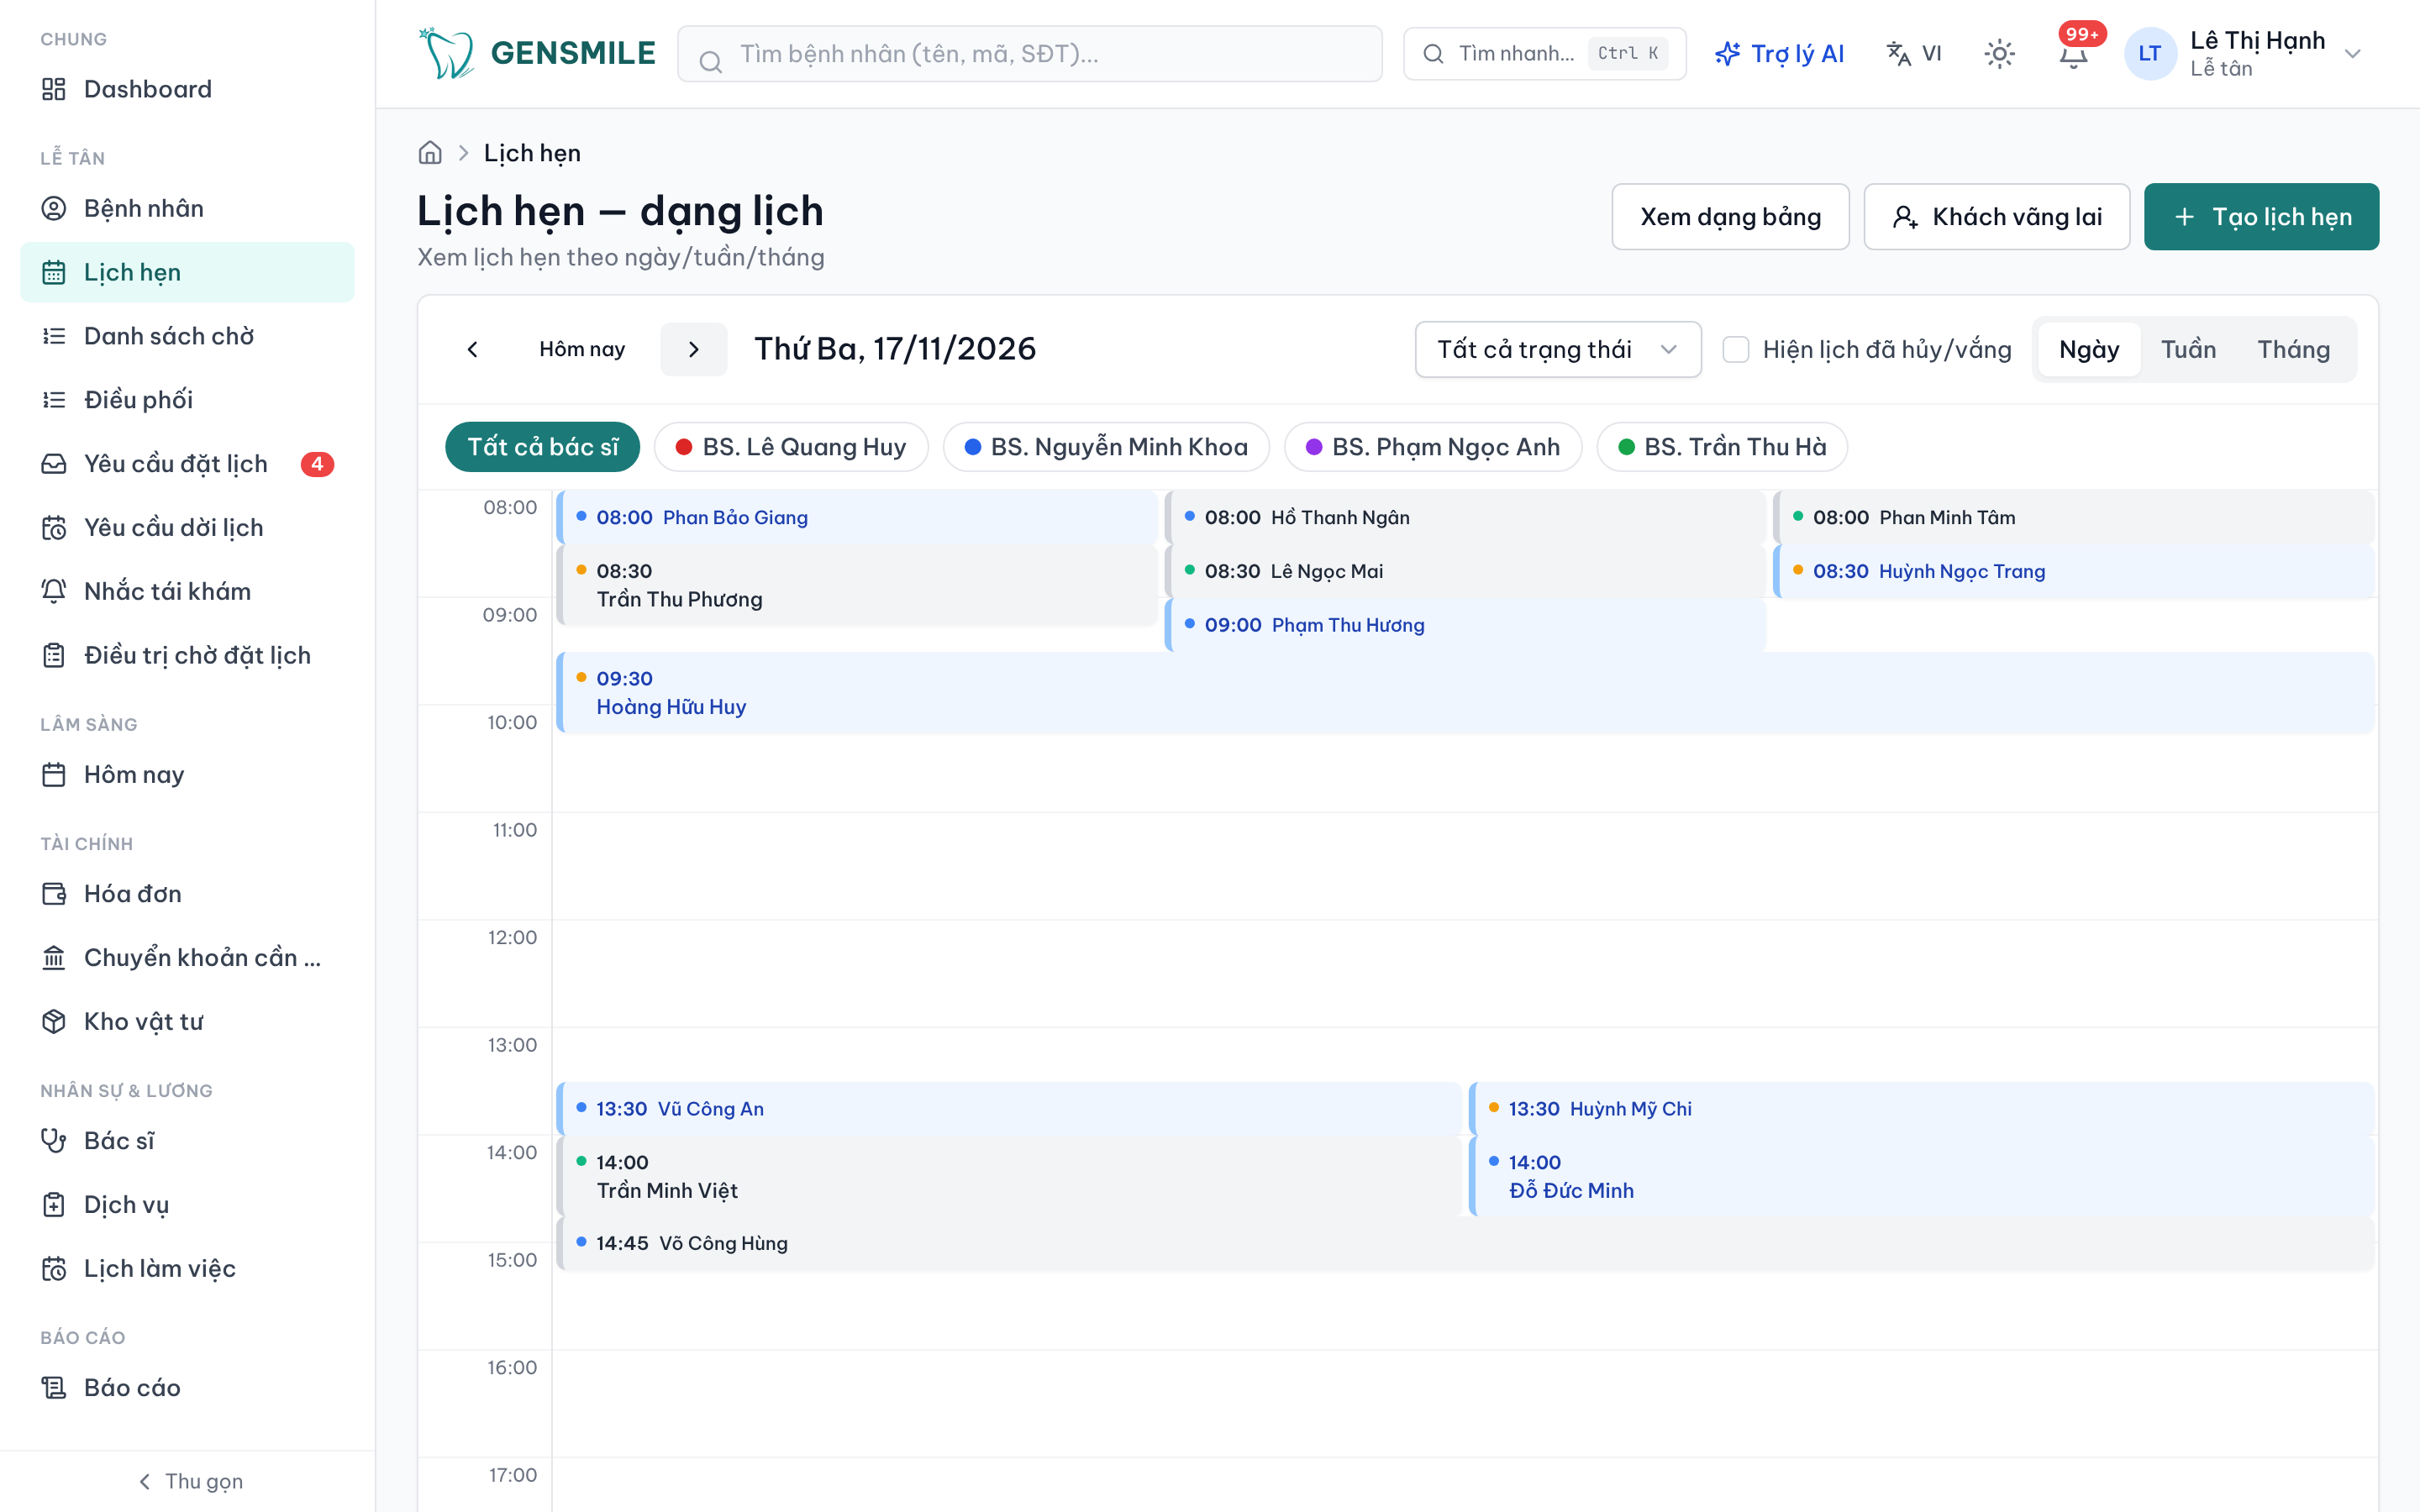 CHUNG
Dashboard
LỄ TÂN
Bệnh nhân
Lịch hẹn
Danh sách chờ
Điều phối
Yêu cầu đặt lịch 4
Yêu cầu dời lịch
Nhắc tái khám
Điều trị chờ đặt lịch
LÂM SÀNG
Hôm nay
TÀI CHÍNH
Hóa đơn
Chuyển khoản cần ...
Kho vật tư
NHÂN SỰ & LƯƠNG
Bác sĩ
Dịch vụ
Lịch làm việc
BÁO CÁO
Báo cáo
Thu gọn
GENSMILE
Tìm bệnh nhân (tên, mã, SĐT)...
Tìm nhanh... Ctrl K
Trợ lý AI
VI
99+
LT
Lê Thị Hạnh
Lễ tân
Lịch hẹn
Lịch hẹn — dạng lịch
Xem lịch hẹn theo ngày/tuần/tháng
Xem dạng bảng
Khách vãng lai
+ Tạo lịch hẹn
Hôm nay
Thứ Ba, 17/11/2026
Tất cả trạng thái
Hiện lịch đã hủy/vắng
Ngày Tuần Tháng
Tất cả bác sĩ
BS. Lê Quang Huy
BS. Nguyễn Minh Khoa
BS. Phạm Ngọc Anh
BS. Trần Thu Hà
08:00
08:00 Phan Bảo Giang
08:00 Hồ Thanh Ngân
08:00 Phan Minh Tâm
08:30
Trần Thu Phương
08:30 Lê Ngọc Mai
08:30 Huỳnh Ngọc Trang
09:00
09:00 Phạm Thu Hương
09:30
Hoàng Hữu Huy
10:00
11:00
12:00
13:00
13:30 Vũ Công An
13:30 Huỳnh Mỹ Chi
14:00
14:00
Trần Minh Việt
14:00
Đỗ Đức Minh
14:45 Võ Công Hùng
15:00
16:00
17:00